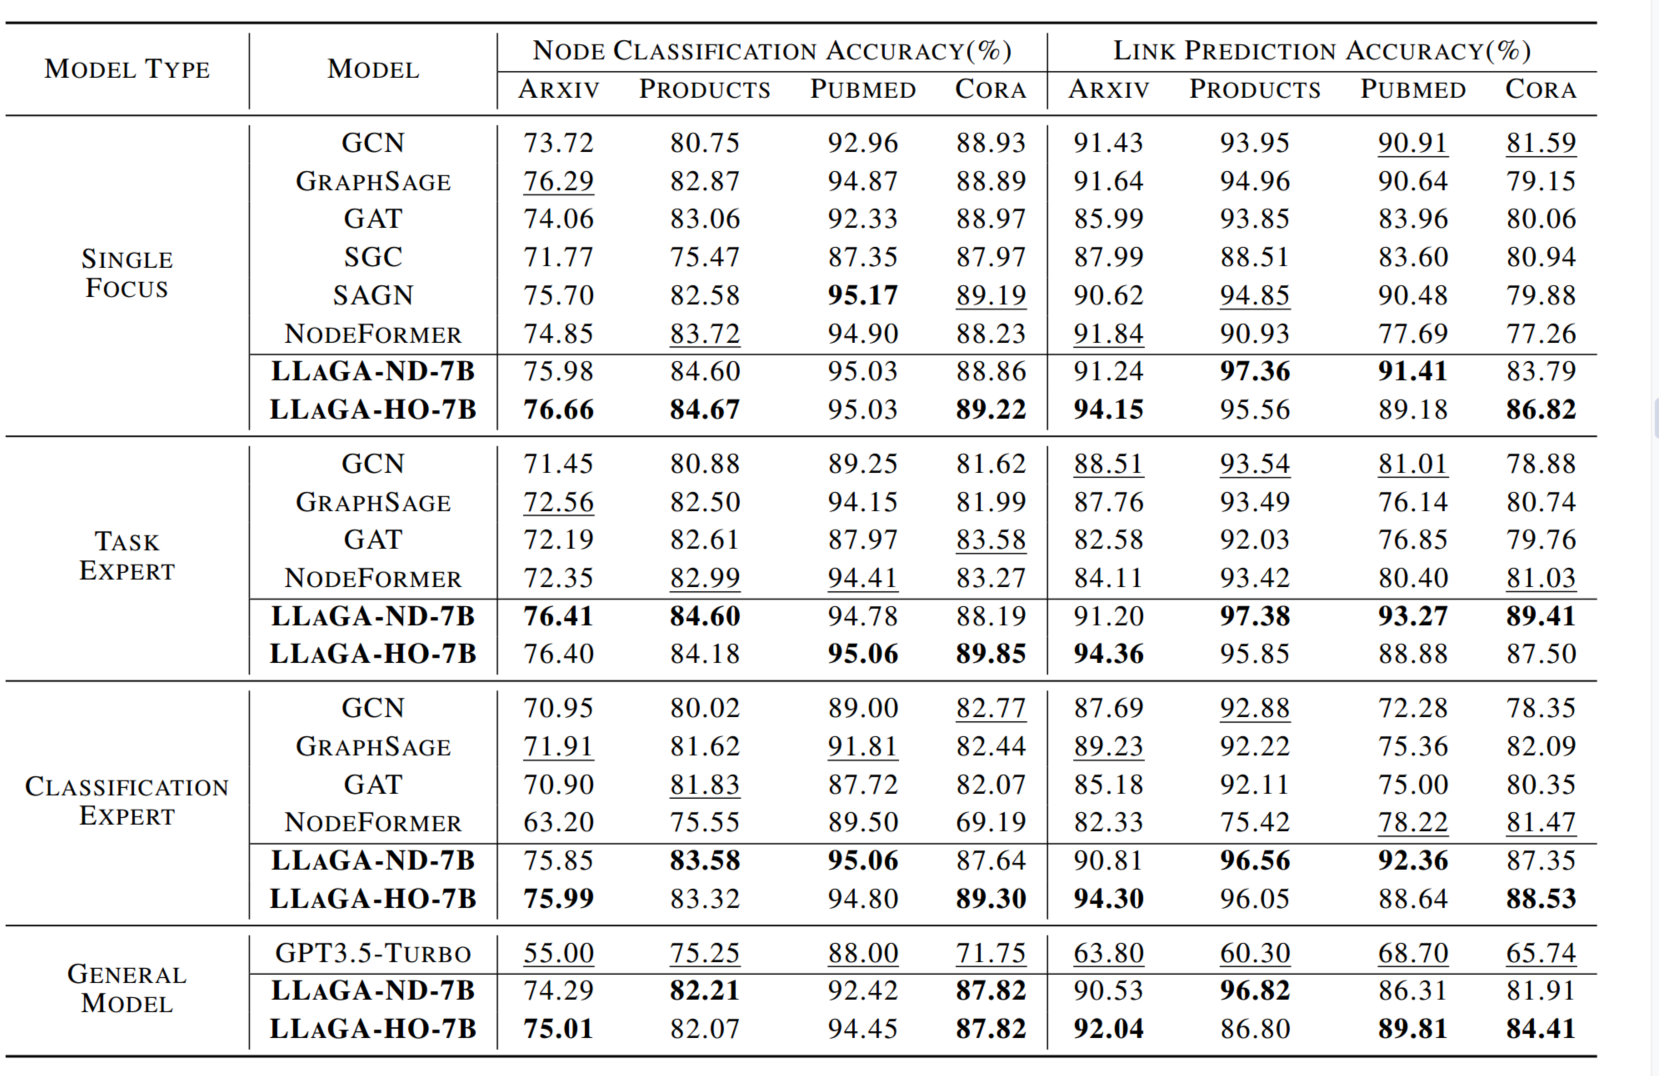 MODEL TYPE MODEL NODE CLASSIFICATION ACCURACY(%) LINK PREDICTION ACCURACY(%)
ARXIV PRODUCTS PUBMED CORA ARXIV PRODUCTS PUBMED CORA
SINGLE FOCUS
GCN 73.72 80.75 92.96 88.93 91.43 93.95 90.91 81.59
GRAPHSAGE 76.29 82.87 94.87 88.89 91.64 94.96 90.64 79.15
GAT 74.06 83.06 92.33 88.97 85.99 93.85 83.96 80.06
SGC 71.77 75.47 87.35 87.97 87.99 88.51 83.60 80.94
SAGN 75.70 82.58 95.17 89.19 90.62 94.85 90.48 79.88
NODEFORMER 74.85 83.72 94.90 88.23 91.84 90.93 77.69 77.26
LLAGA-ND-7B 75.98 84.60 95.03 88.86 91.24 97.36 91.41 83.79
LLAGA-HO-7B 76.66 84.67 95.03 89.22 94.15 95.56 89.18 86.82
TASK EXPERT
GCN 71.45 80.88 89.25 81.62 88.51 93.54 81.01 78.88
GRAPHSAGE 72.56 82.50 94.15 81.99 87.76 93.49 76.14 80.74
GAT 72.19 82.61 87.97 83.58 82.58 92.03 76.85 79.76
NODEFORMER 72.35 82.99 94.41 83.27 84.11 93.42 80.40 81.03
LLAGA-ND-7B 76.41 84.60 94.78 88.19 91.20 97.38 93.27 89.41
LLAGA-HO-7B 76.40 84.18 95.06 89.85 94.36 95.85 88.88 87.50
CLASSIFICATION EXPERT
GCN 70.95 80.02 89.00 82.77 87.69 92.88 72.28 78.35
GRAPHSAGE 71.91 81.62 91.81 82.44 89.23 92.22 75.36 82.09
GAT 70.90 81.83 87.72 82.07 85.18 92.11 75.00 80.35
NODEFORMER 63.20 75.55 89.50 69.19 82.33 75.42 78.22 81.47
LLAGA-ND-7B 75.85 83.58 95.06 87.64 90.81 96.56 92.36 87.35
LLAGA-HO-7B 75.99 83.32 94.80 89.30 94.30 96.05 88.64 88.53
GENERAL MODEL
GPT3.5-TURBO 55.00 75.25 88.00 71.75 63.80 60.30 68.70 65.74
LLAGA-ND-7B 74.29 82.21 92.42 87.82 90.53 96.82 86.31 81.91
LLAGA-HO-7B 75.01 82.07 94.45 87.82 92.04 86.80 89.81 84.41